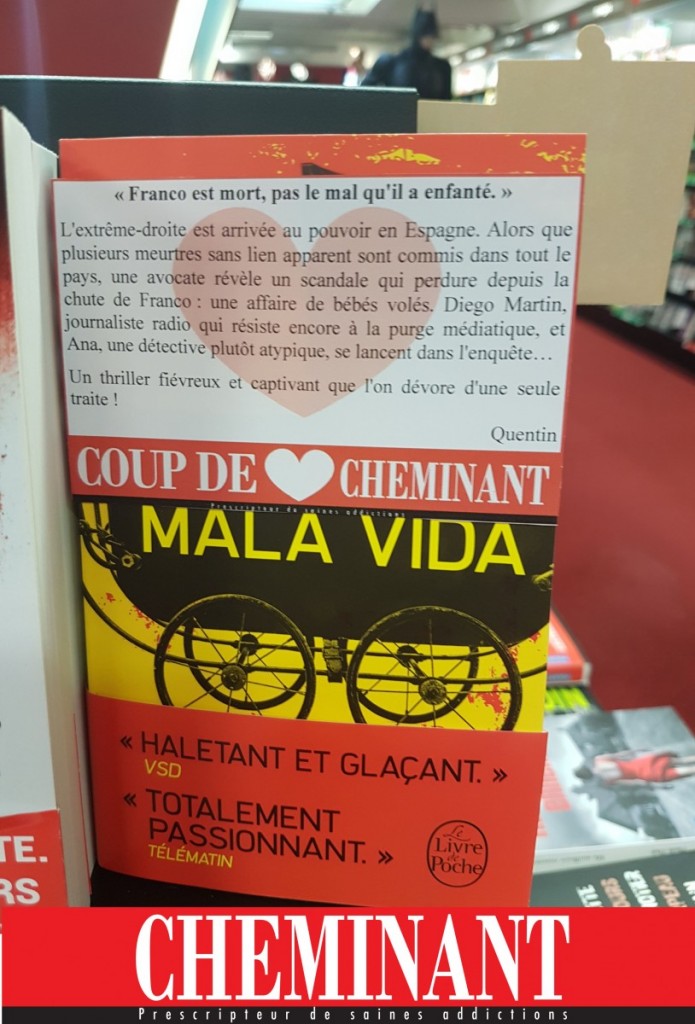 « Franco est mort, pas le mal qu'il a enfanté. »
L'extrême-droite est arrivée au pouvoir en Espagne. Alors que
plusieurs meurtres sans lien apparent sont commis dans tout le
pays, une avocate révèle un scandale qui perdure depuis la
chute de Franco : une affaire de bébés volés. Diego Martin,
journaliste radio qui résiste encore à la purge médiatique, et
Ana, une détective plutôt atypique, se lancent dans l'enquête…
Un thriller fiévreux et captivant que l'on dévore d'une seule
traite !
Quentin
COUP DE CHEMINANT
Prescripteur de saines addictions
MALA VIDA
« HALETANT ET GLAÇANT. »
VSD
« TOTALEMENT
PASSIONNANT. »
TÉLÉMATIN
Le
Livre
de
Poche
TE.
RS
CHEMINANT
Prescripteur de saines addictions